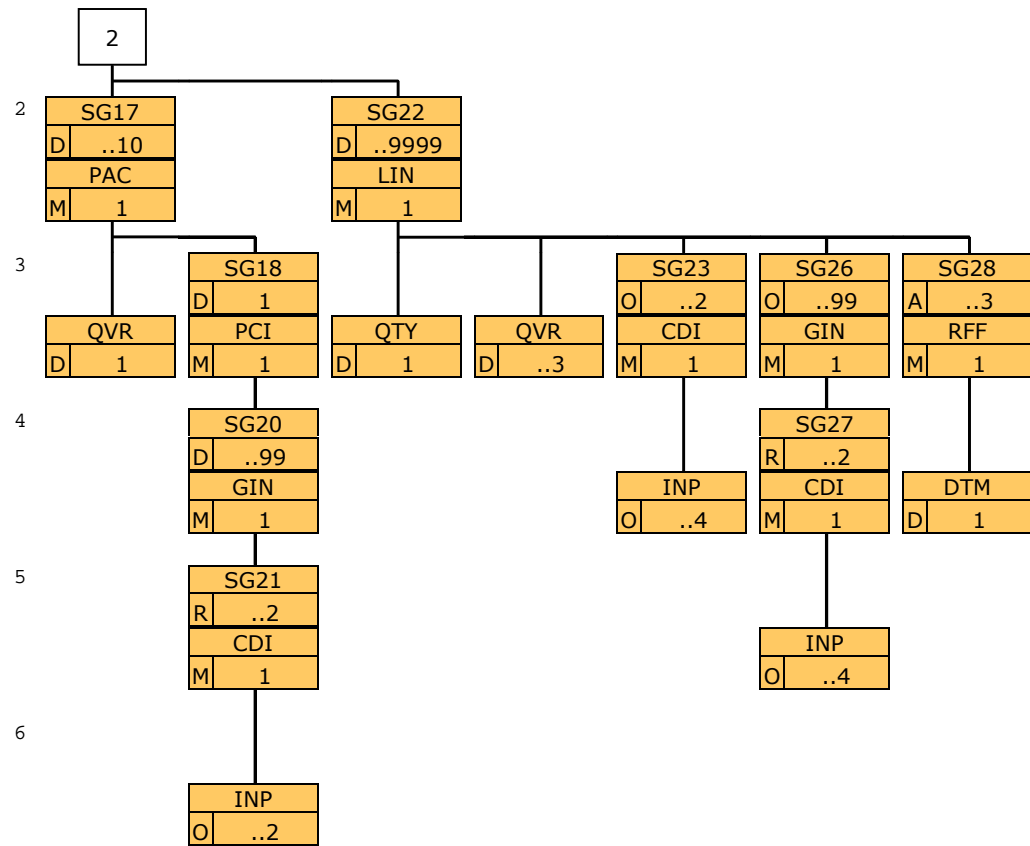 2
2
SG17
SG22
D ..10
D ..9999
PAC
LIN
M 1
M 1
3
SG18
SG23
SG26
SG28
D 1
O ..2
O ..99
A ..3
QVR
PCI
QTY
QVR
CDI
GIN
RFF
D 1
M 1
D 1
D ..3
M 1
M 1
M 1
4
SG20
SG27
D ..99
R ..2
GIN
INP
CDI
DTM
M 1
O ..4
M 1
D 1
5
SG21
R ..2
CDI
INP
M 1
O ..4
6
INP
O ..2